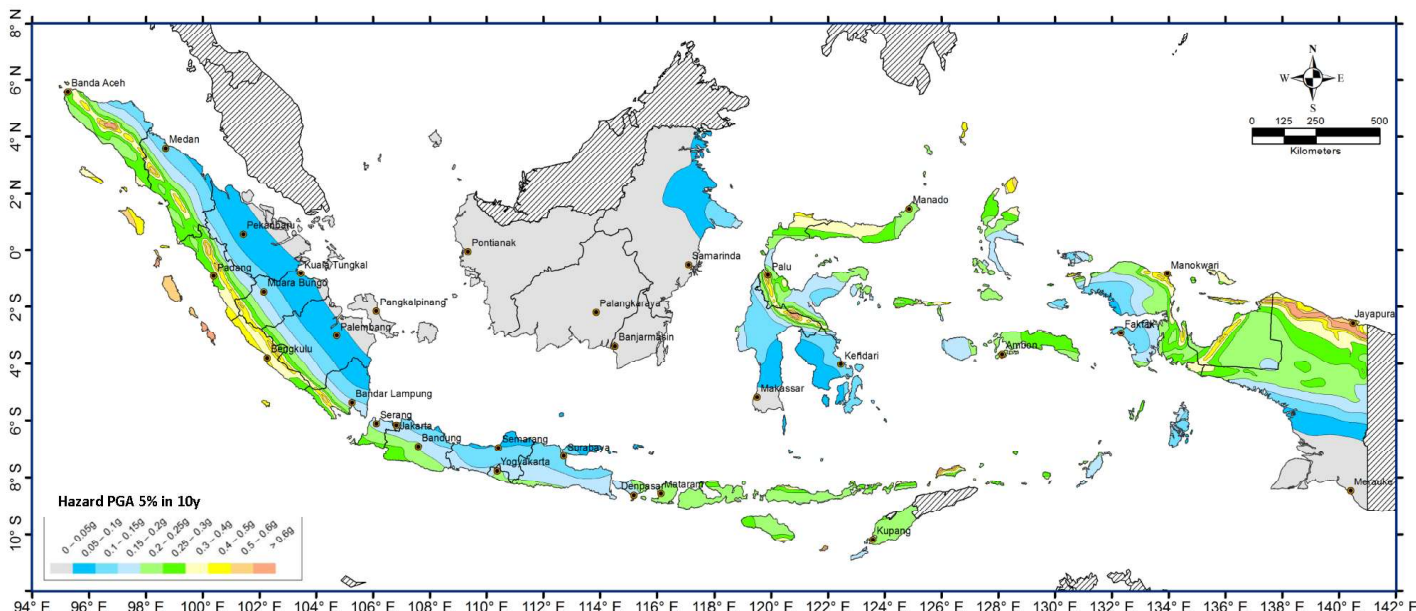 8° N
6° N
4° N
2° N
0°
2° S
4° S
6° S
8° S
10° S
N
W
E
S
0 125 250 500
Kilometers
Banda Aceh
Medan
Pekanbaru
Kuala Tungkal
Padang
Muara Bungo
Pangkalpinang
Palembang
Bengkulu
Bandar Lampung
Serang
Jakarta
Bandung
Semarang
Surabaya
Yogyakarta
Denpasar
Mataram
Kupang
Pontianak
Samarinda
Palangkaraya
Banjarmasin
Manado
Palu
Kendari
Makassar
Ambon
Manokwari
Fakfak
Jayapura
Merauke
Hazard PGA 5% in 10y
0 – 0.05g
0.05 – 0.1g
0.1 – 0.15g
0.15 – 0.2g
0.2 – 0.25g
0.25 – 0.3g
0.3 – 0.4g
0.4 – 0.5g
0.5 – 0.6g
> 0.6g
94° E 96° E 98° E 100° E 102° E 104° E 106° E 108° E 110° E 112° E 114° E 116° E 118° E 120° E 122° E 124° E 126° E 128° E 130° E 132° E 134° E 136° E 138° E 140° E 142° E